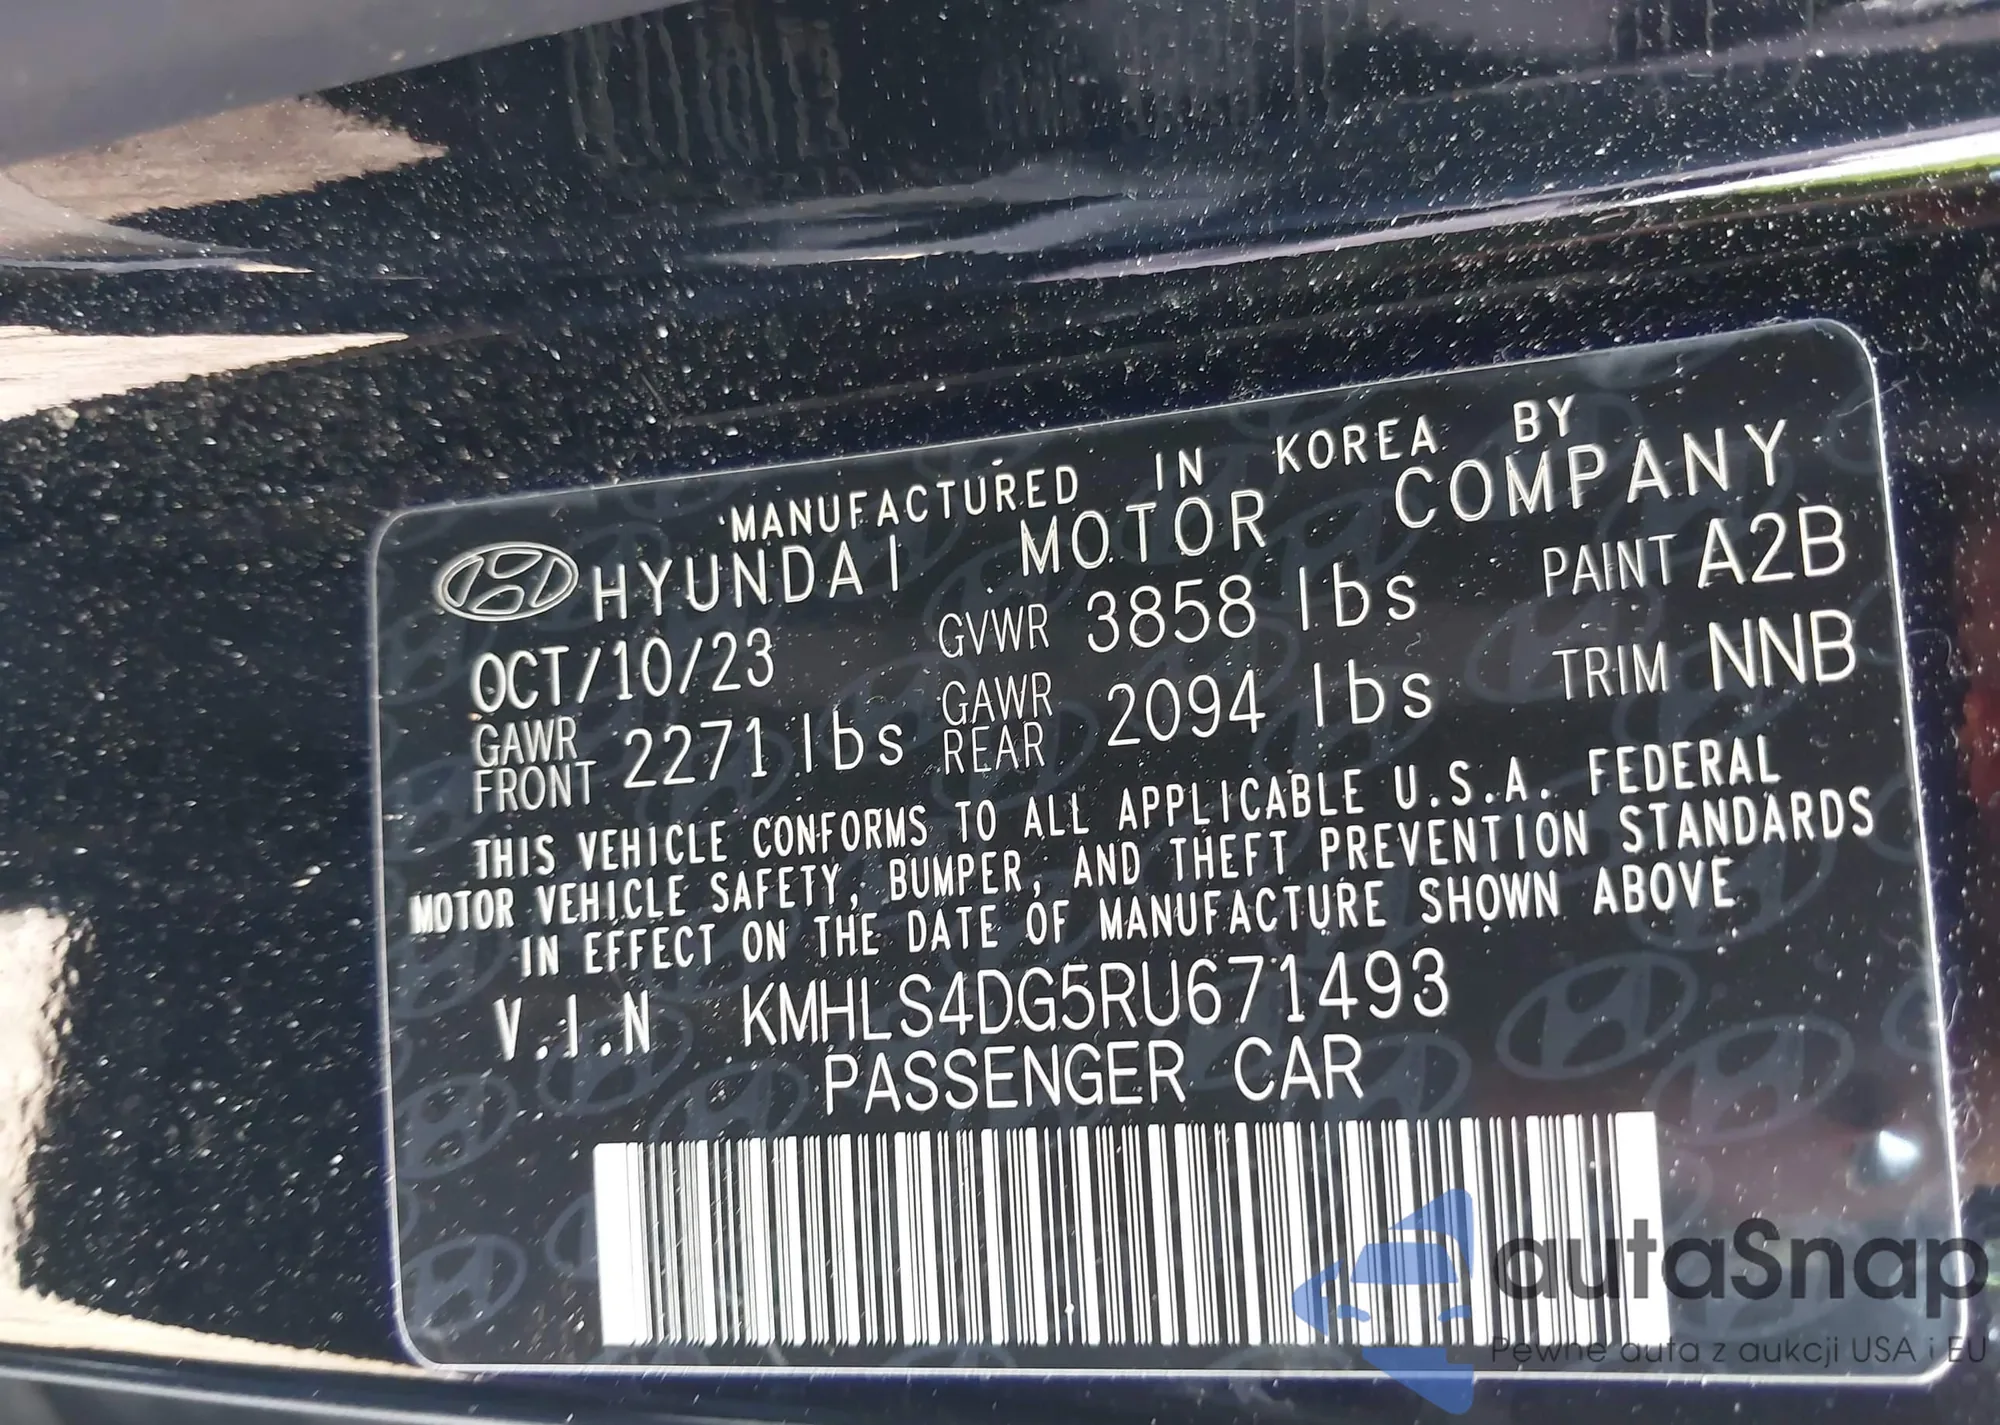 MANUFACTURED IN KOREA BY
HYUNDAI MOTOR COMPANY
OCT/10/23 GVWR 3858 lbs PAINT A2B
GAWR FRONT 2271 lbs GAWR REAR 2094 lbs TRIM NNB
THIS VEHICLE CONFORMS TO ALL APPLICABLE U.S.A. FEDERAL
MOTOR VEHICLE SAFETY, BUMPER, AND THEFT PREVENTION STANDARDS
IN EFFECT ON THE DATE OF MANUFACTURE SHOWN ABOVE
V.I.N KMHLS4DG5RU671493
PASSENGER CAR
autaSnap
Pewne auta z aukcji USA i EU